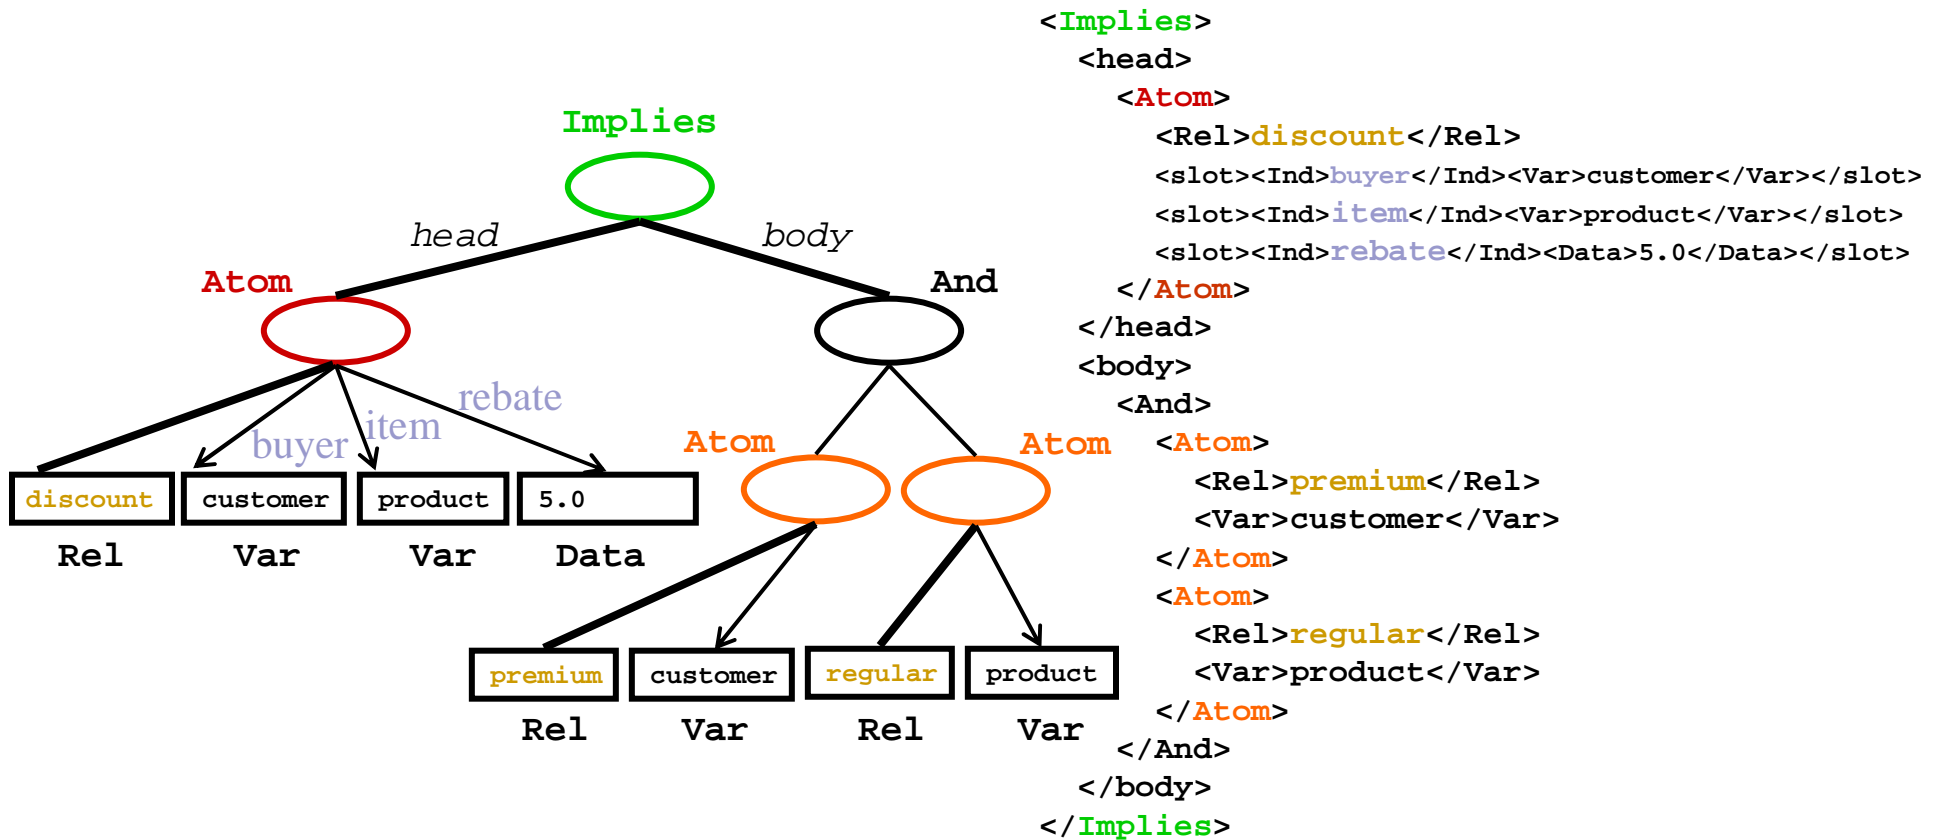 Implies
head
body
Atom
And
rebate
item
buyer
Atom
Atom
discount
customer
product
5.0
Rel
Var
Var
Data
premium
customer
regular
product
Rel
Var
Rel
Var
<Implies>
<head>
<Atom>
<Rel>discount</Rel>
<slot><Ind>buyer</Ind><Var>customer</Var></slot>
<slot><Ind>item</Ind><Var>product</Var></slot>
<slot><Ind>rebate</Ind><Data>5.0</Data></slot>
</Atom>
</head>
<body>
<And>
<Atom>
<Rel>premium</Rel>
<Var>customer</Var>
</Atom>
<Atom>
<Rel>regular</Rel>
<Var>product</Var>
</Atom>
</And>
</body>
</Implies>